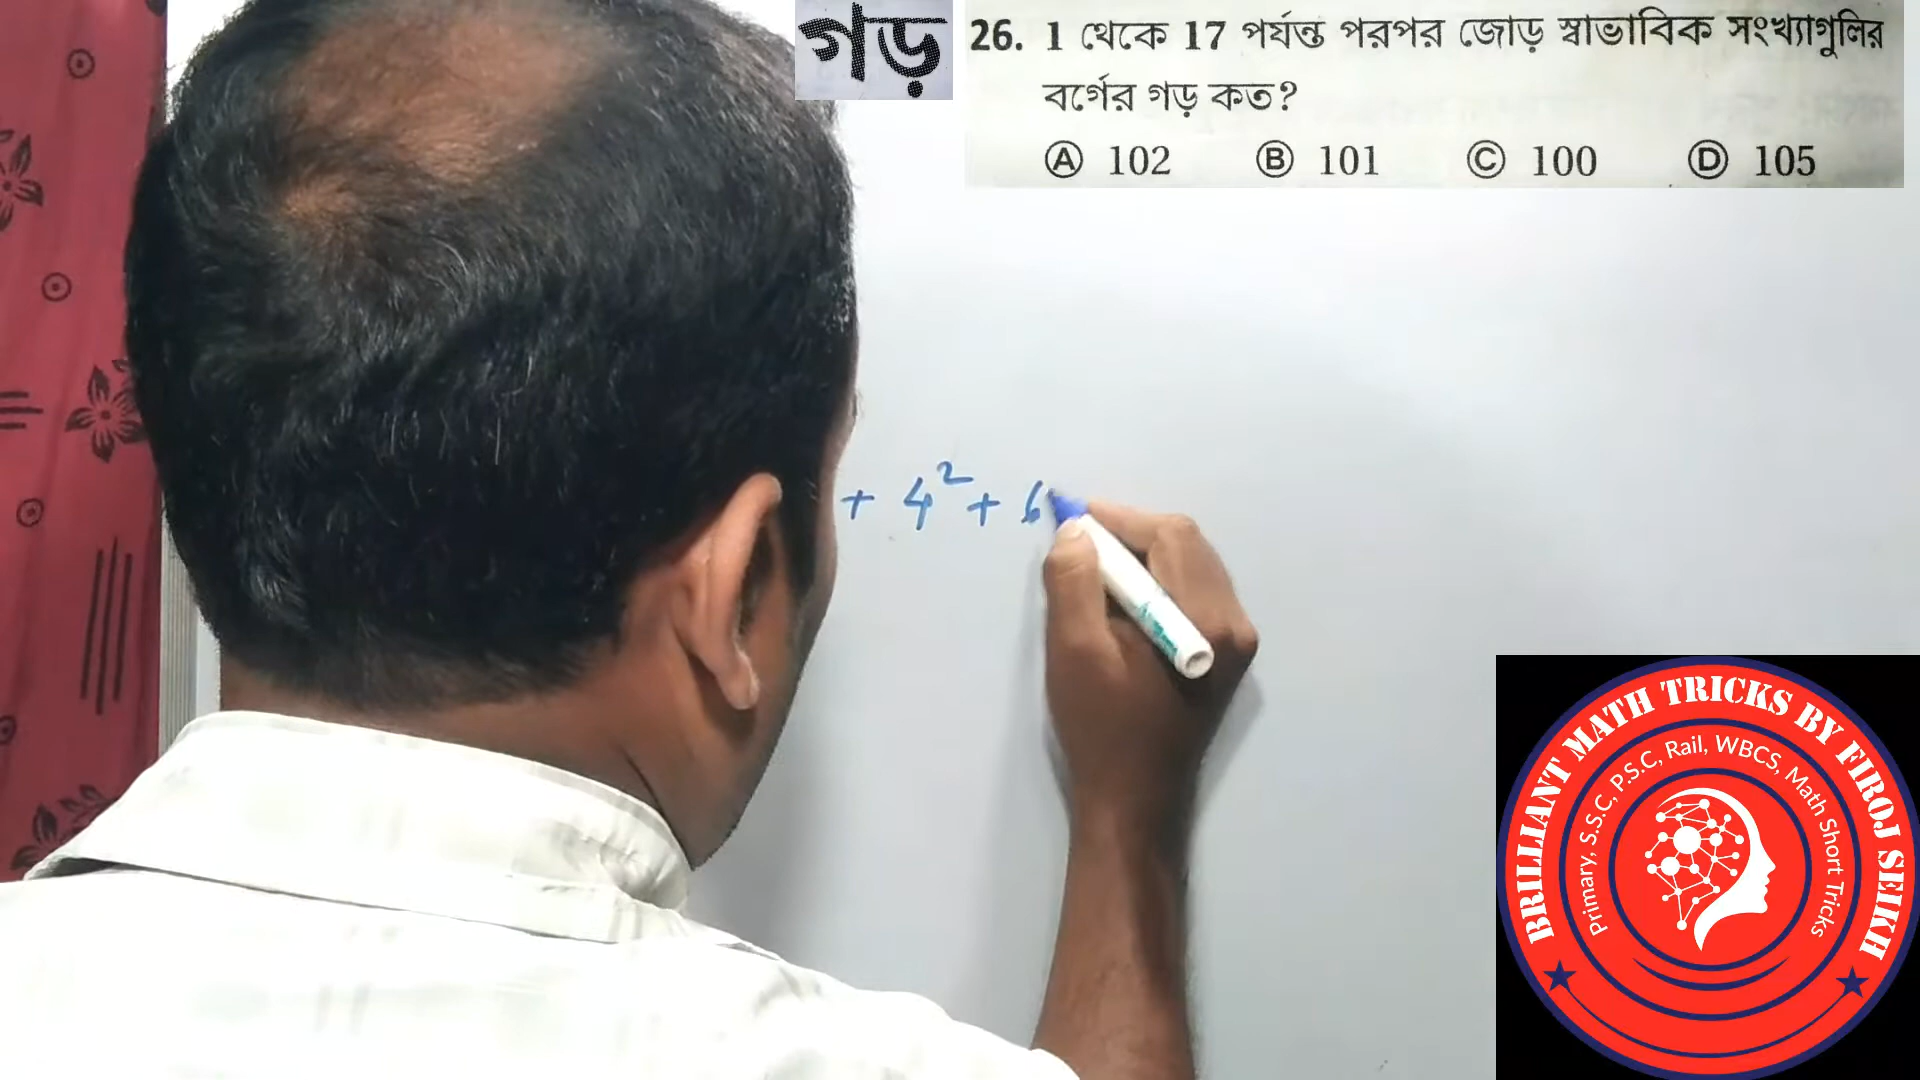 গড়
26. 1 থেকে 17 পর্যন্ত পরপর জোড় স্বাভাবিক সংখ্যাগুলির
বর্গের গড় কত?
Ⓐ 102 Ⓑ 101 Ⓒ 100 Ⓓ 105
+ 4² + 6
BRILLIANT MATH TRICKS BY FIROJ SEIKH
Primary, S.S.C, P.S.C, Rail, WBCS, Math Short Tricks